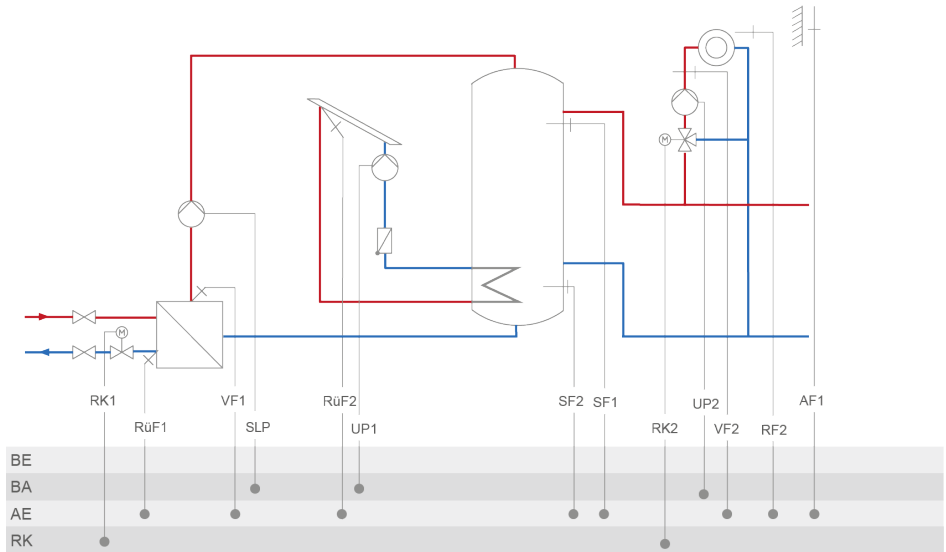 M
M
RK1
VF1
RüF2
SF2
SF1
UP2
AF1
RüF1
SLP
UP1
RK2
VF2
RF2
BE
BA
AE
RK